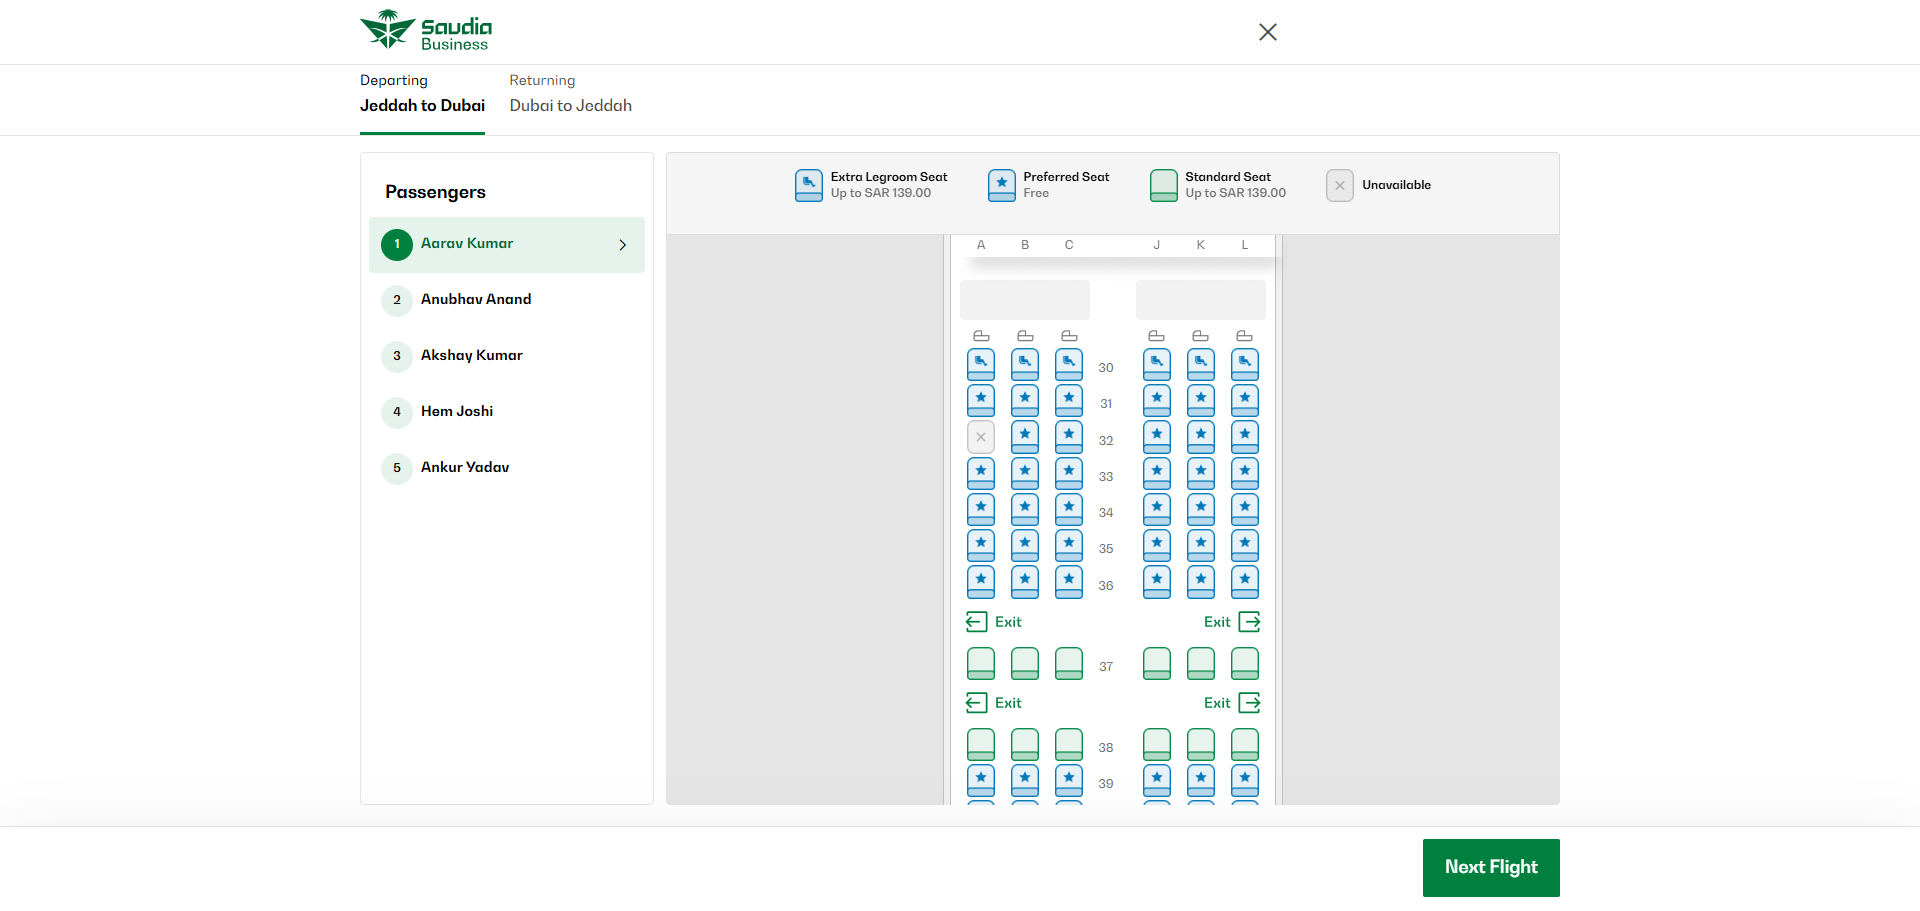 Saudia
Business
Departing
Jeddah to Dubai
Returning
Dubai to Jeddah
Passengers
1 Aarav Kumar
2 Anubhav Anand
3 Akshay Kumar
4 Hem Joshi
5 Ankur Yadav
Extra Legroom Seat
Up to SAR 139.00
Preferred Seat
Free
Standard Seat
Up to SAR 139.00
Unavailable
A B C J K L
30
31
32
33
34
35
36
Exit Exit
37
Exit Exit
38
39
Next Flight